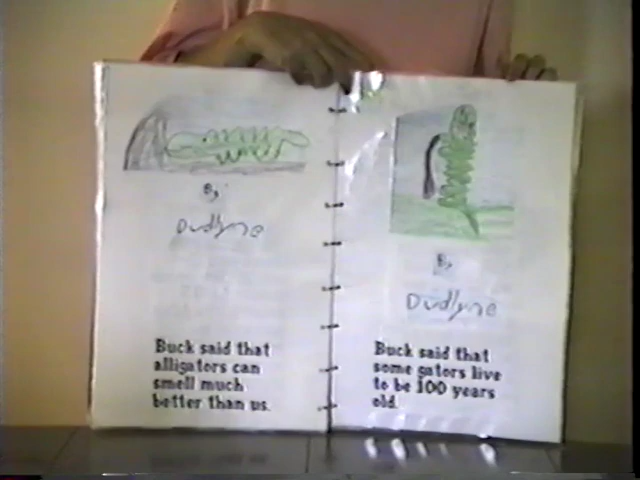 By
Dudlyne
Buck said that
alligators can
smell much
better than us.
By
Dudlyne
Buck said that
some gators live
to be 100 years
old.